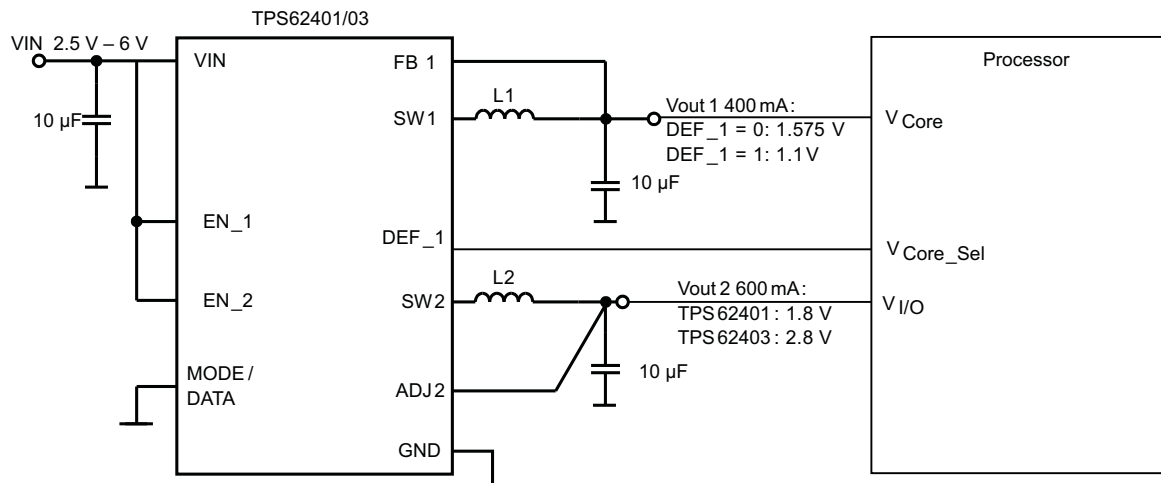 TPS62401/03
VIN 2.5 V – 6 V
VIN
FB 1
Processor
10 µF
SW1
L1
Vout 1 400 mA:
DEF_1 = 0: 1.575 V
DEF_1 = 1: 1.1 V
V Core
10 µF
EN_1
DEF_1
V Core_Sel
EN_2
SW2
L2
Vout 2 600 mA:
TPS62401: 1.8 V
TPS62403: 2.8 V
V I/O
MODE/
DATA
ADJ2
10 µF
GND